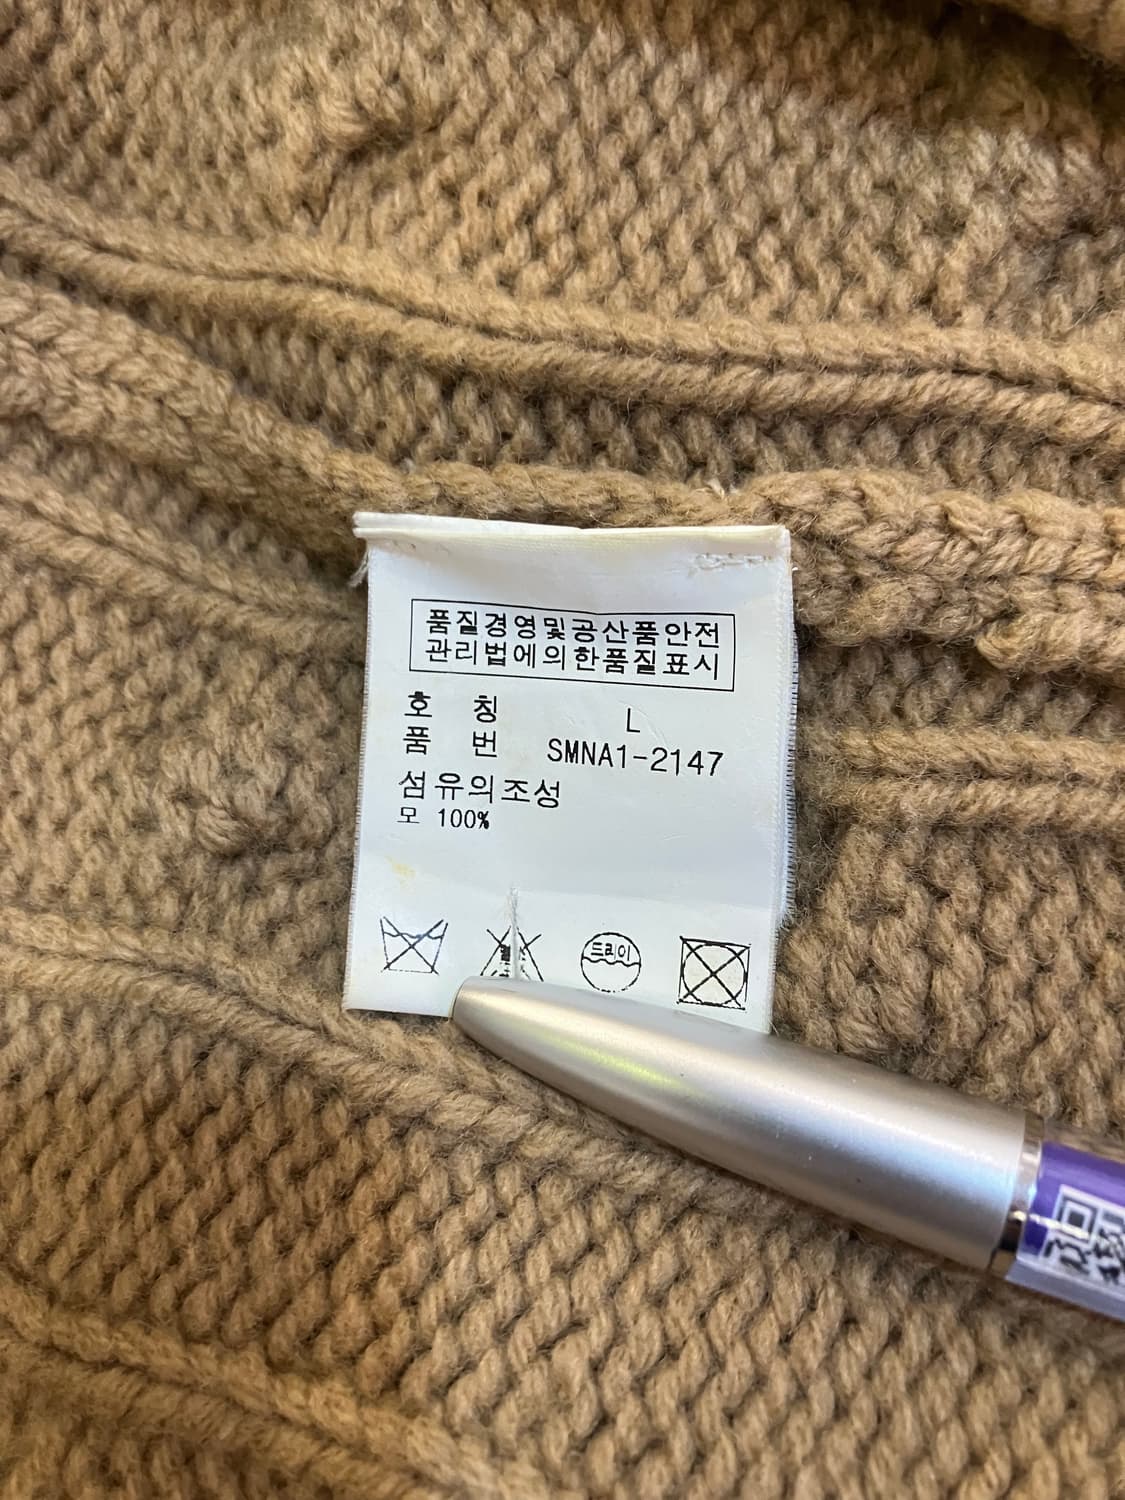 품질경영및공산품안전
관리법에의한품질표시
호 칭 L
품 번 SMNA1-2147
섬유의조성
모 100%
드라이